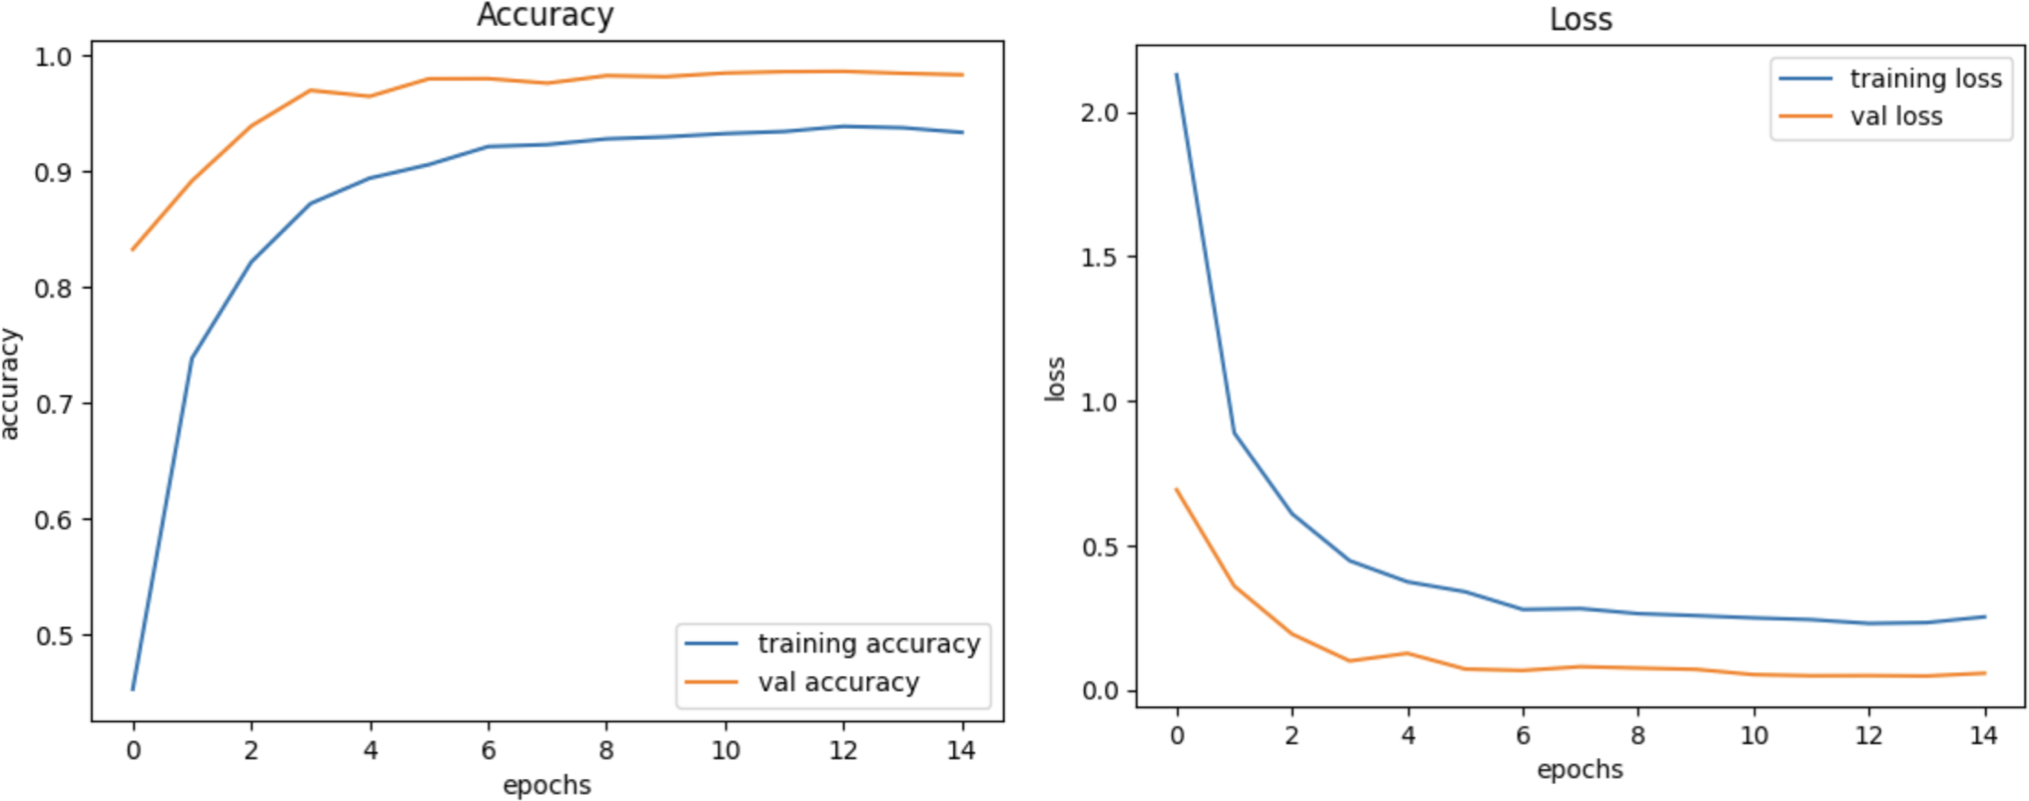 Accuracy
1.0
0.9
0.8
0.7
0.6
0.5
accuracy
training accuracy
val accuracy
0 2 4 6 8 10 12 14
epochs
Loss
2.0
1.5
1.0
0.5
0.0
loss
training loss
val loss
0 2 4 6 8 10 12 14
epochs